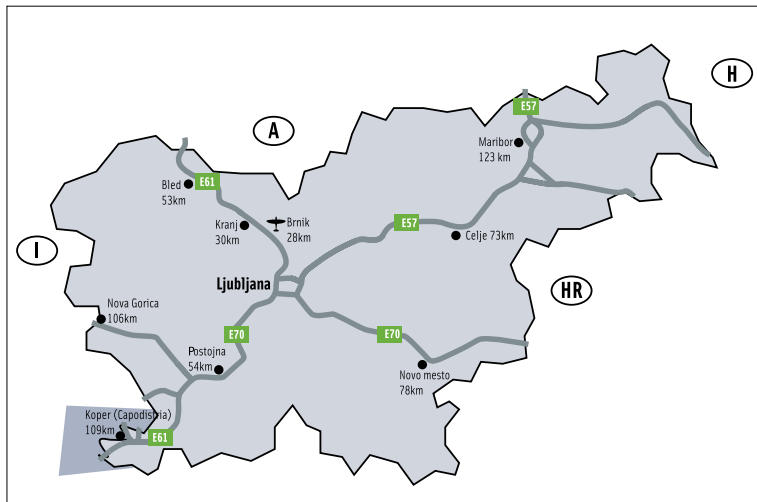 H
E57
A
Maribor
123 km
Bled
53km
E61
Kranj
30km
Brnik
28km
E57
Celje 73km
I
Ljubljana
HR
Nova Gorica
106km
E70
E70
Postojna
54km
Novo mesto
78km
Koper (Capodistria)
109km
E61